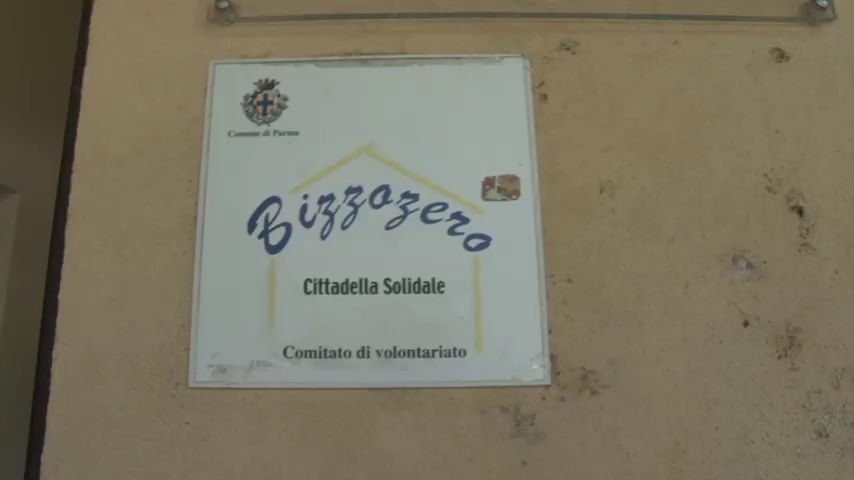 Comune di Parma
Bizzozero
Cittadella Solidale
Comitato di volontariato